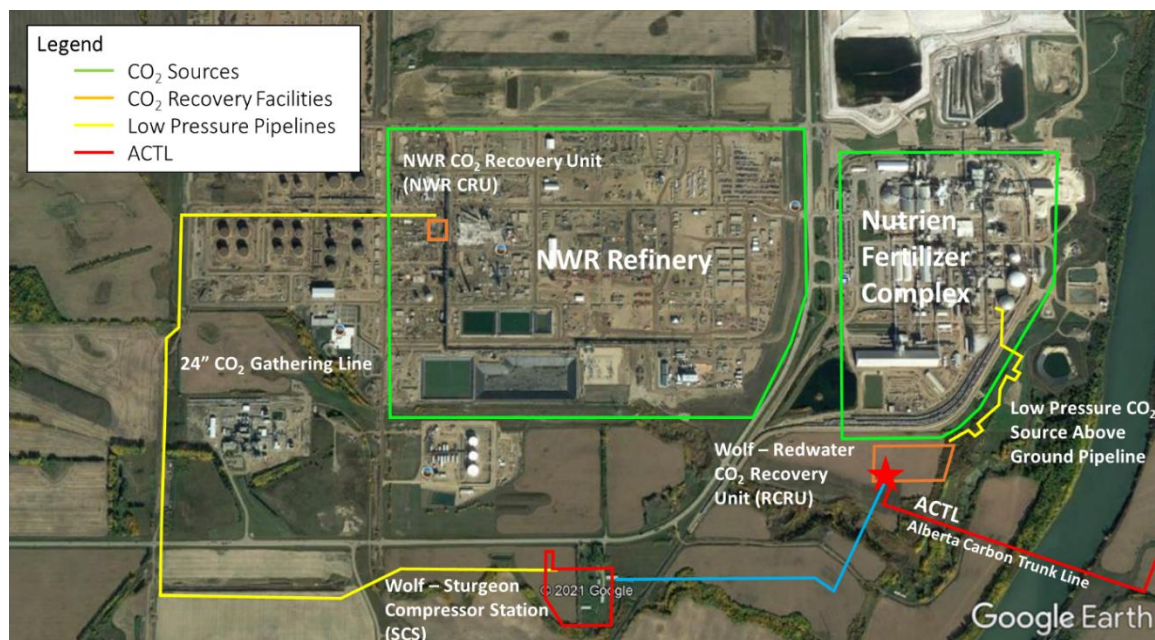 Legend
CO₂ Sources
CO₂ Recovery Facilities
Low Pressure Pipelines
ACTL
NWR CO₂ Recovery Unit
(NWR CRU)
NWR Refinery
Nutrien
Fertilizer
Complex
24” CO₂ Gathering Line
Low Pressure CO₂
Source Above
Ground Pipeline
Wolf – Redwater
CO₂ Recovery
Unit (RCRU)
ACTL
Alberta Carbon Trunk Line
Wolf – Sturgeon
Compressor Station
(SCS)
© 2021 Google
Google Earth